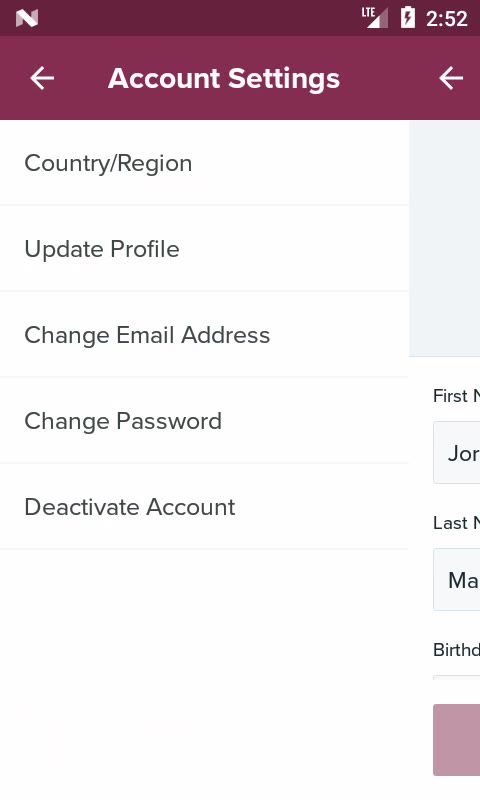 LTE 2:52
Account Settings
Country/Region
Update Profile
Change Email Address
Change Password
Deactivate Account
First N
Jor
Last N
Ma
Birthd